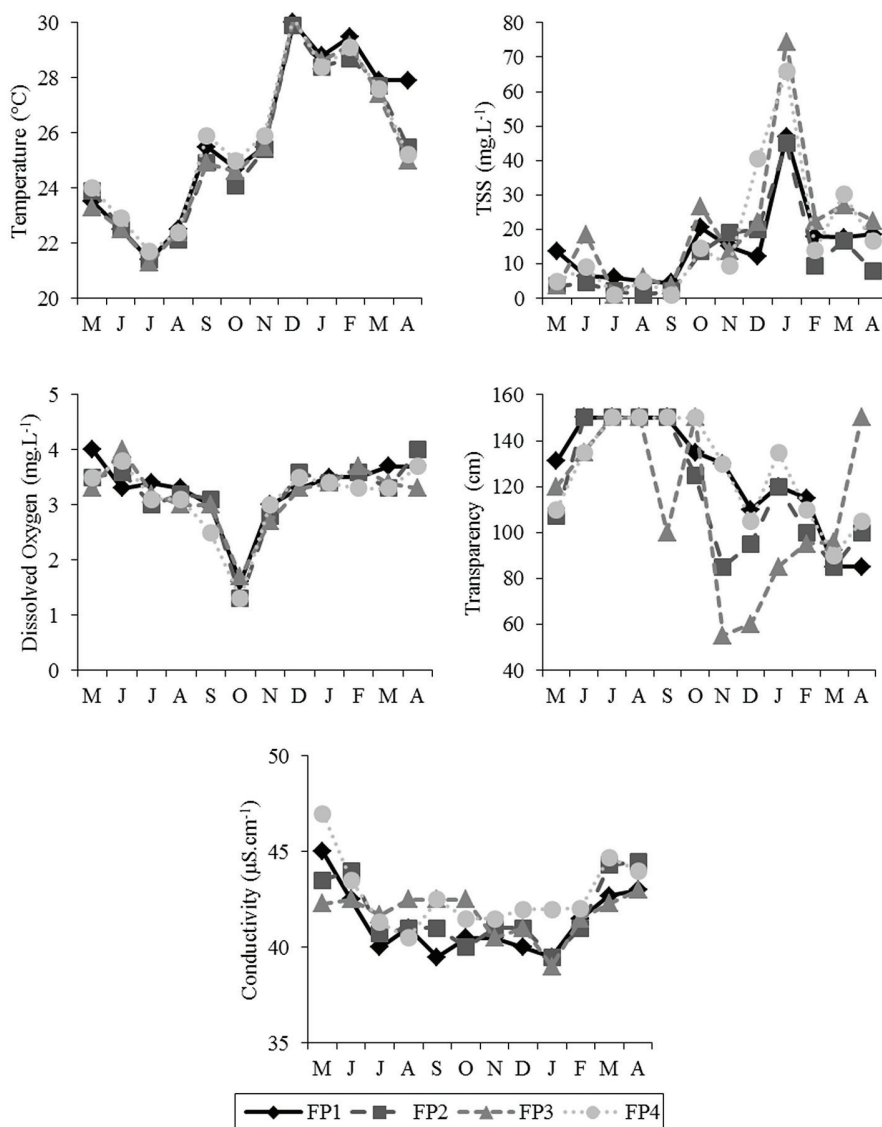 Temperature (°C)
30
28
26
24
22
20
M J J A S O N D J F M A
TSS (mg.L-1)
80
70
60
50
40
30
20
10
0
M J J A S O N D J F M A
Dissolved Oxygen (mg.L-1)
5
4
3
2
1
0
M J J A S O N D J F M A
Transparency (cm)
160
140
120
100
80
60
40
M J J A S O N D J F M A
Conductivity (µS.cm-1)
50
45
40
35
M J J A S O N D J F M A
FP1 FP2 FP3 FP4